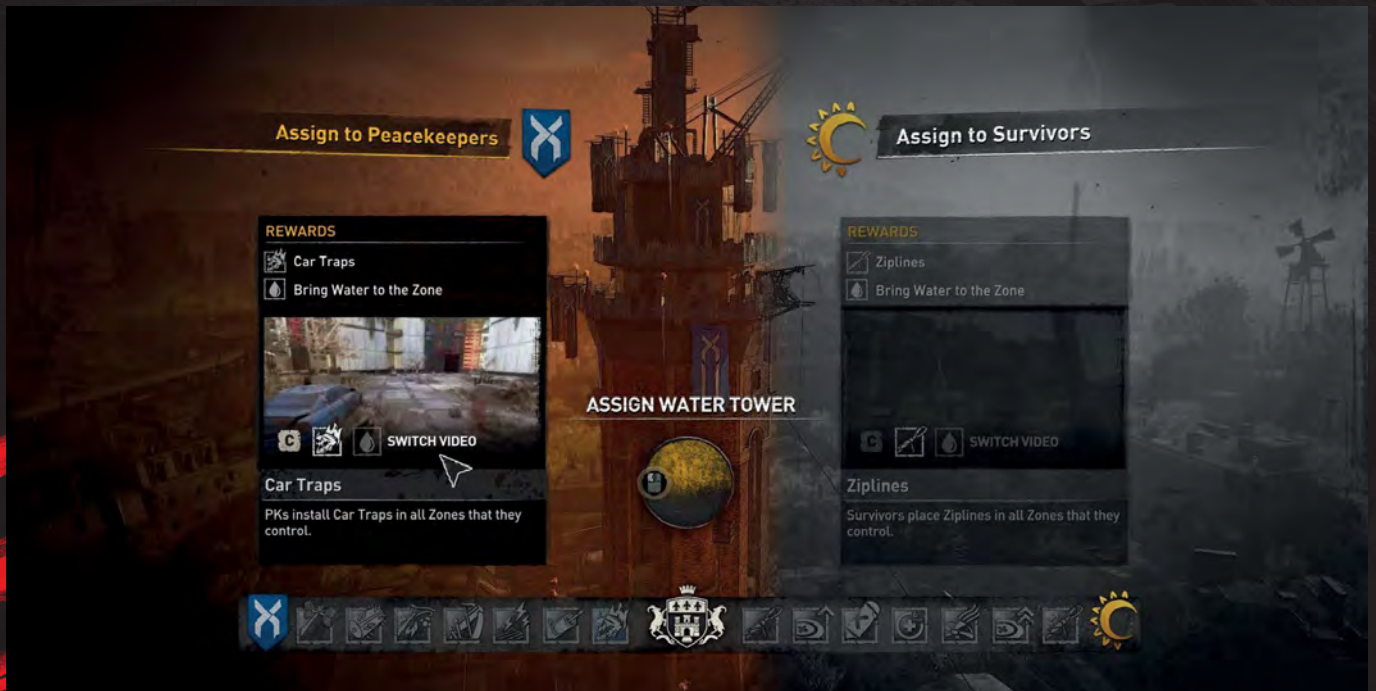 Assign to Peacekeepers
Assign to Survivors
REWARDS
Car Traps
Bring Water to the Zone
C
SWITCH VIDEO
Car Traps
PKs install Car Traps in all Zones that they
control.
ASSIGN WATER TOWER
REWARDS
Ziplines
Bring Water to the Zone
C
SWITCH VIDEO
Ziplines
Survivors place Ziplines in all Zones that they
control.